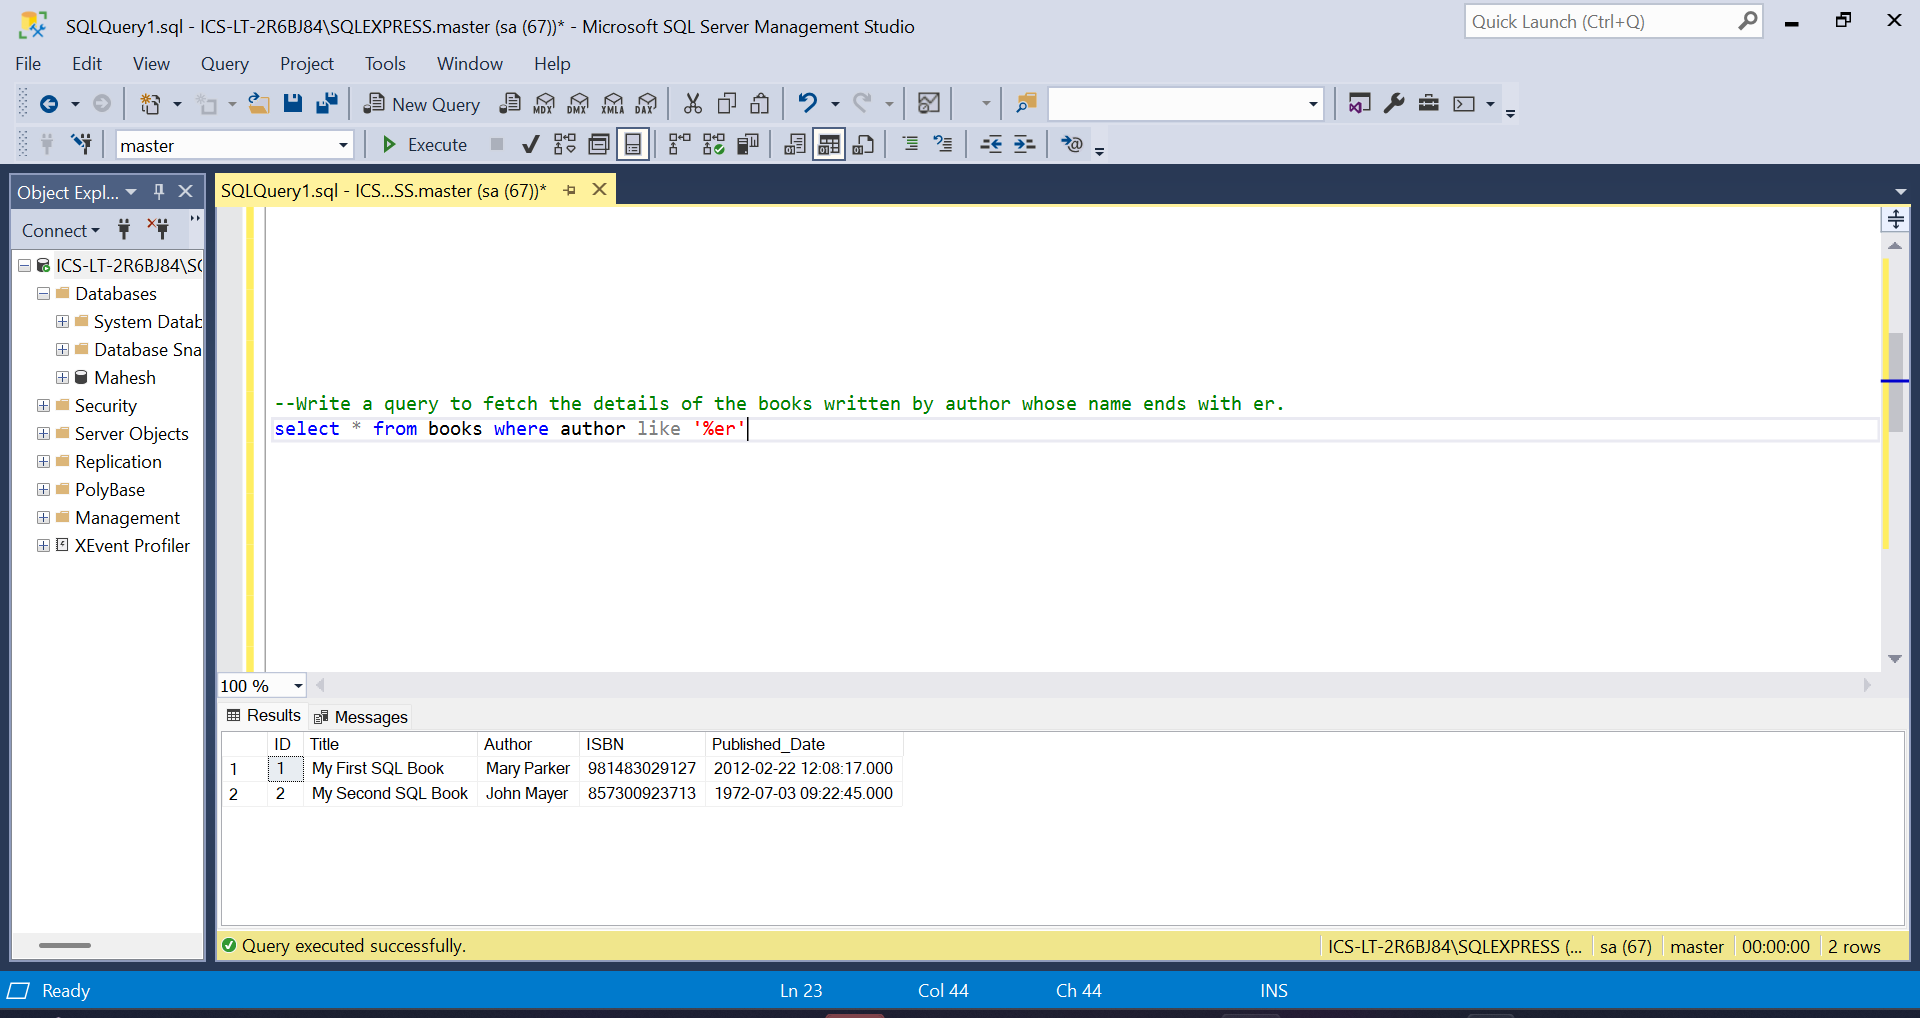 SQLQuery1.sql - ICS-LT-2R6BJ84\SQLEXPRESS.master (sa (67))* - Microsoft SQL Server Management Studio
Quick Launch (Ctrl+Q)
File Edit View Query Project Tools Window Help
New Query MDX DMX XMLA DAX
master Execute
Object Expl...
SQLQuery1.sql - ICS...SS.master (sa (67))*
Connect
ICS-LT-2R6BJ84\SQ
Databases
System Datab
Database Sna
Mahesh
Security
Server Objects
Replication
PolyBase
Management
XEvent Profiler
--Write a query to fetch the details of the books written by author whose name ends with er.
select * from books where author like '%er'
100 %
Results Messages
ID Title Author ISBN Published_Date
1 1 My First SQL Book Mary Parker 981483029127 2012-02-22 12:08:17.000
2 2 My Second SQL Book John Mayer 857300923713 1972-07-03 09:22:45.000
Query executed successfully.
ICS-LT-2R6BJ84\SQLEXPRESS (... sa (67) master 00:00:00 2 rows
Ready Ln 23 Col 44 Ch 44 INS